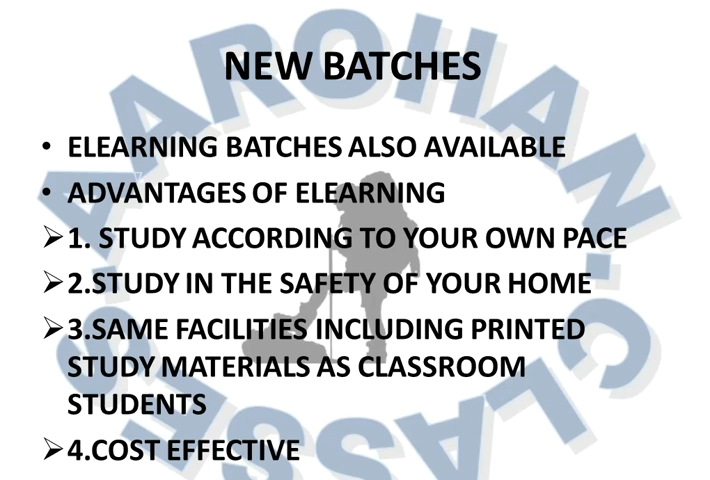 NEW BATCHES
• ELEARNING BATCHES ALSO AVAILABLE
• ADVANTAGES OF ELEARNING
➢1. STUDY ACCORDING TO YOUR OWN PACE
➢2.STUDY IN THE SAFETY OF YOUR HOME
➢3.SAME FACILITIES INCLUDING PRINTED
STUDY MATERIALS AS CLASSROOM
STUDENTS
➢4.COST EFFECTIVE
AAROHAN-CLASSES-